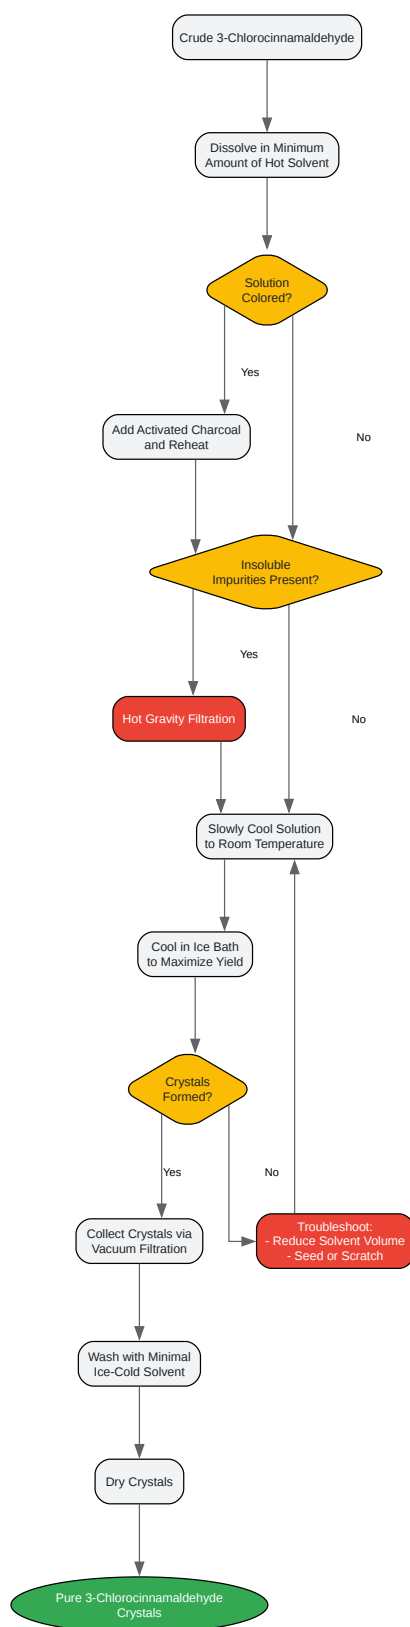 Crude 3-Chlorocinnamaldehyde
Dissolve in Minimum
Amount of Hot Solvent
Solution
Colored?
Yes
Add Activated Charcoal
and Reheat
No
Insoluble
Impurities Present?
Yes
Hot Gravity Filtration
No
Slowly Cool Solution
to Room Temperature
Cool in Ice Bath
to Maximize Yield
Crystals
Formed?
Yes
No
Collect Crystals via
Vacuum Filtration
Troubleshoot:
- Reduce Solvent Volume
- Seed or Scratch
Wash with Minimal
Ice-Cold Solvent
Dry Crystals
Pure 3-Chlorocinnamaldehyde
Crystals